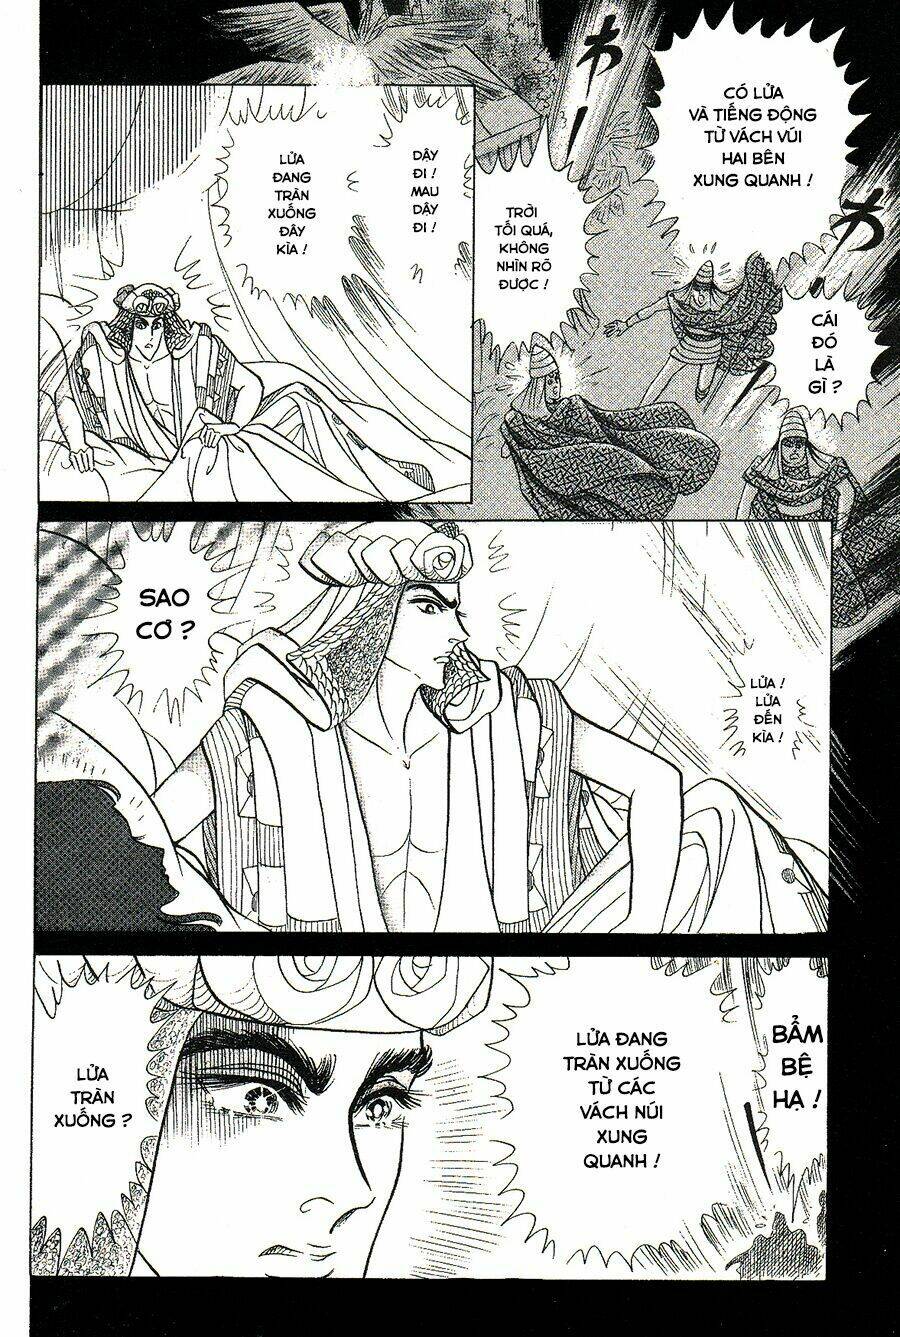 CÓ LỬA
VÀ TIẾNG ĐỘNG
TỪ VÁCH VÚI
HAI BÊN
XUNG QUANH !
TRỜI
TỐI QUÁ,
KHÔNG
NHÌN RÕ
ĐƯỢC !
CÁI
ĐÓ
LÀ
GÌ ?
DẬY
ĐI !
MAU
DẬY
ĐI !
LỬA
ĐANG
TRÀN
XUỐNG
ĐÂY
KÌA !
LỬA !
LỬA
ĐẾN
KÌA !
SAO
CƠ ?
BẨM
BỆ
HẠ !
LỬA ĐANG
TRÀN XUỐNG
TỪ CÁC
VÁCH NÚI
XUNG
QUANH !
LỬA
TRÀN
XUỐNG ?